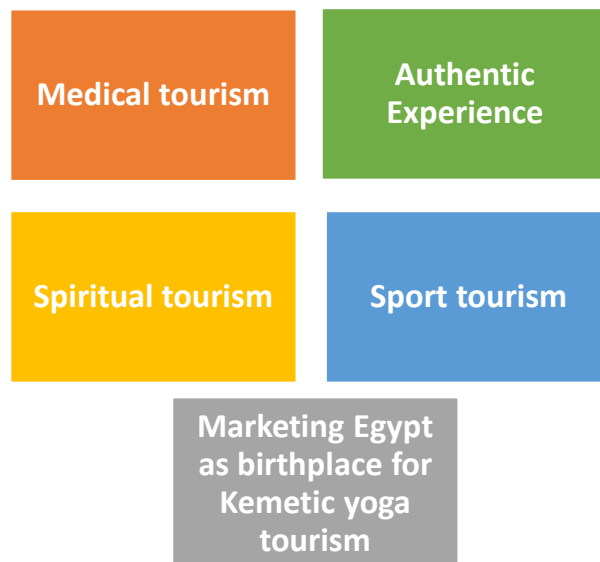 Medical tourism
Authentic
Experience
Spiritual tourism
Sport tourism
Marketing Egypt
as birthplace for
Kemetic yoga
tourism